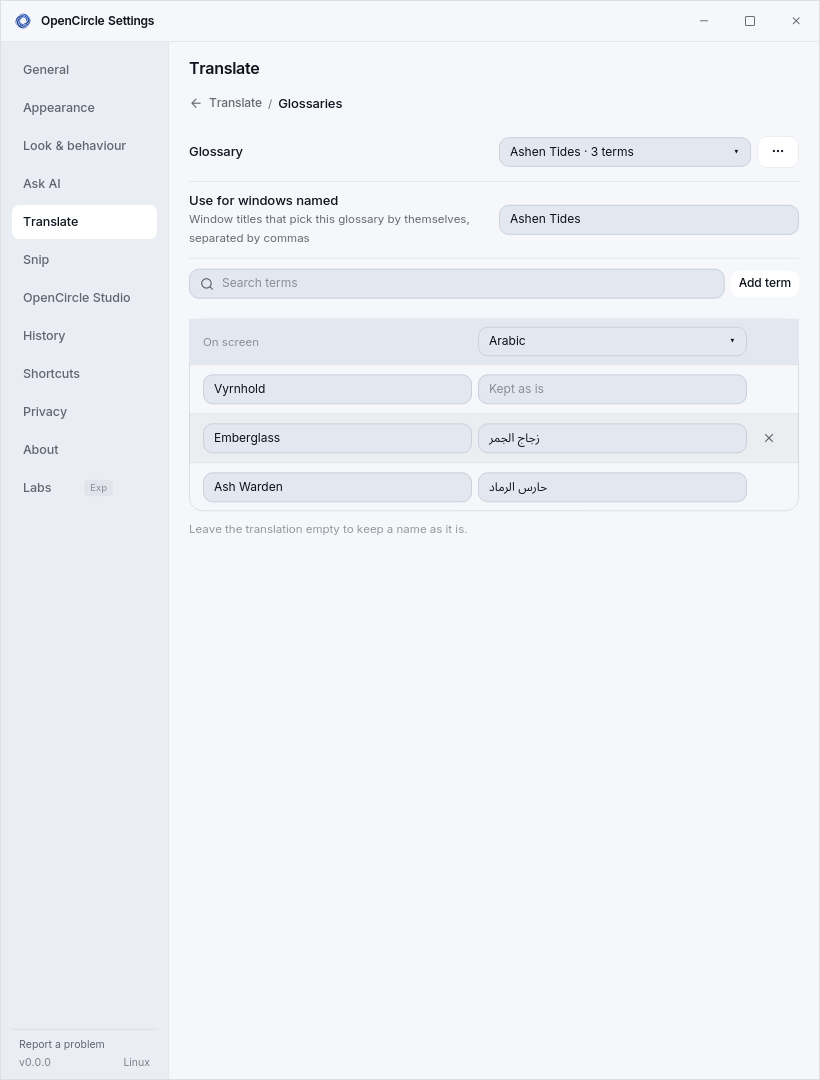 OpenCircle Settings
General
Appearance
Look & behaviour
Ask AI
Translate
Snip
OpenCircle Studio
History
Shortcuts
Privacy
About
Labs Exp
Report a problem
v0.0.0 Linux
Translate
Translate / Glossaries
Glossary
Ashen Tides · 3 terms
Use for windows named
Window titles that pick this glossary by themselves,
separated by commas
Ashen Tides
Search terms
Add term
On screen Arabic
Vyrnhold Kept as is
Emberglass زجاج الجمر
Ash Warden حارس الرماد
Leave the translation empty to keep a name as it is.